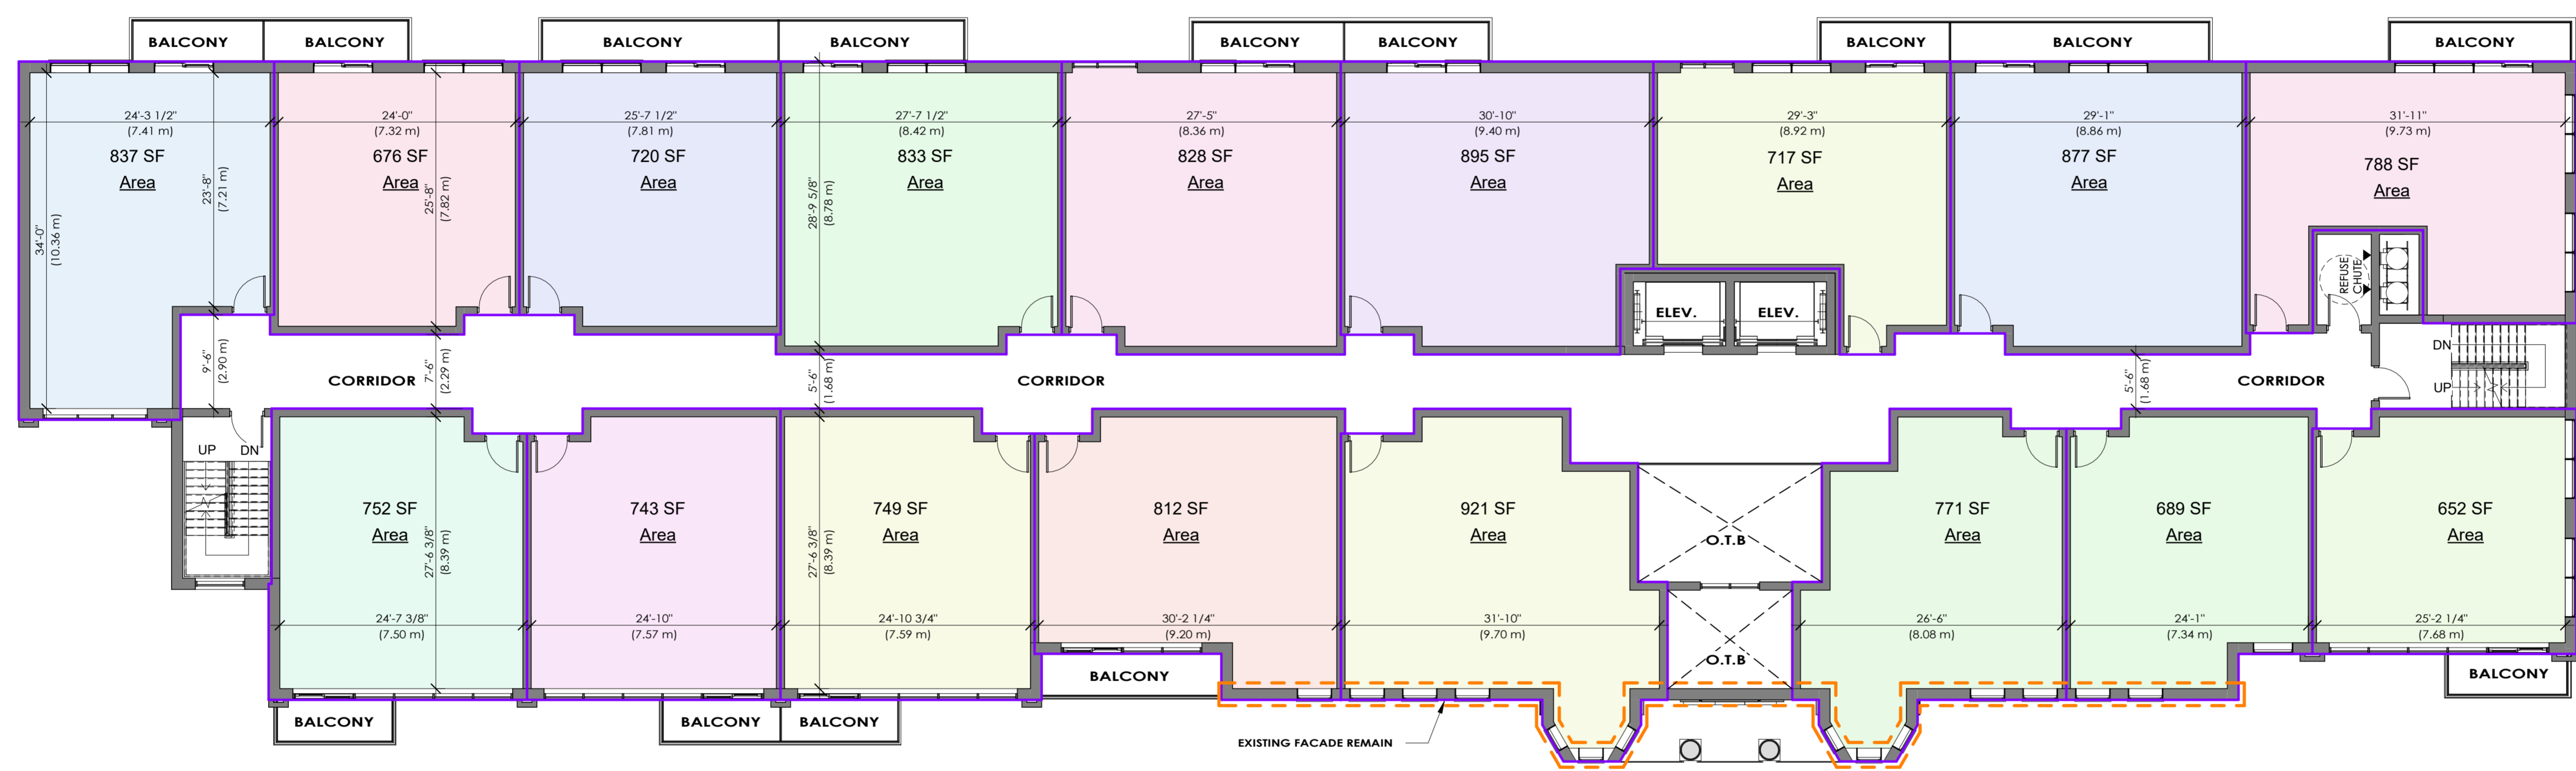 BALCONY
BALCONY
BALCONY
BALCONY
BALCONY
BALCONY
BALCONY
BALCONY
BALCONY
24'-3 1/2"
(7.41 m)
837 SF
Area
34'-0"
(10.36 m)
23'-8"
(7.21 m)
24'-0"
(7.32 m)
676 SF
Area
25'-8"
(7.82 m)
25'-7 1/2"
(7.81 m)
720 SF
Area
27'-7 1/2"
(8.42 m)
833 SF
Area
28'-9 5/8"
(8.78 m)
27'-5"
(8.36 m)
828 SF
Area
30'-10"
(9.40 m)
895 SF
Area
29'-3"
(8.92 m)
717 SF
Area
29'-1"
(8.86 m)
877 SF
Area
31'-11"
(9.73 m)
788 SF
Area
REFUSE
CHUTE
ELEV.
ELEV.
9'-6"
(2.90 m)
CORRIDOR
7'-6"
(2.29 m)
5'-6"
(1.68 m)
CORRIDOR
5'-6"
(1.68 m)
CORRIDOR
DN
UP
UP
DN
752 SF
Area
27'-6 3/8"
(8.39 m)
24'-7 3/8"
(7.50 m)
743 SF
Area
24'-10"
(7.57 m)
749 SF
Area
27'-6 3/8"
(8.39 m)
24'-10 3/4"
(7.59 m)
812 SF
Area
30'-2 1/4"
(9.20 m)
921 SF
Area
31'-10"
(9.70 m)
O.T.B
O.T.B
771 SF
Area
26'-6"
(8.08 m)
689 SF
Area
24'-1"
(7.34 m)
652 SF
Area
25'-2 1/4"
(7.68 m)
BALCONY
BALCONY
BALCONY
BALCONY
BALCONY
EXISTING FACADE REMAIN